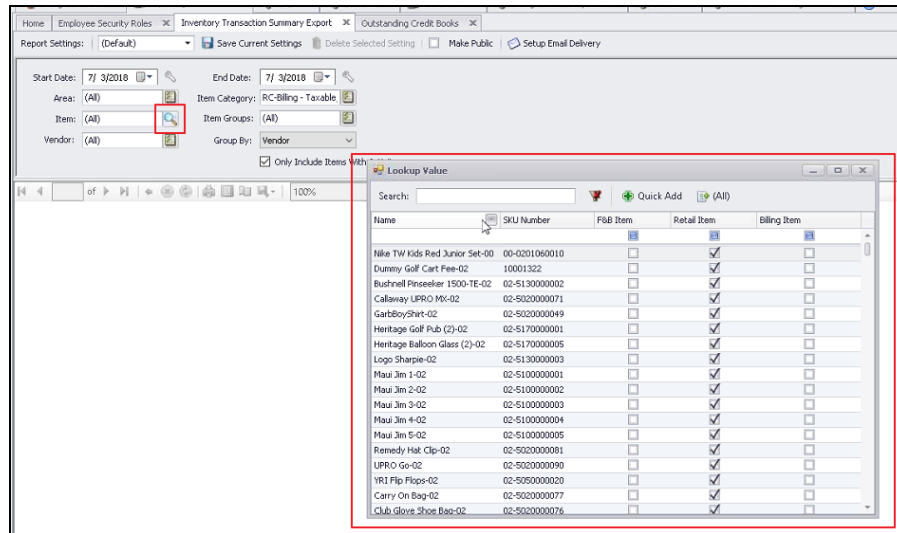 Home Employee Security Roles Inventory Transaction Summary Export Outstanding Credit Books
Report Settings: (Default) Save Current Settings Delete Selected Setting Make Public Setup Email Delivery
Start Date: 7/ 3/2018 End Date: 7/ 3/2018
Area: (All) Item Category: RC-Billing - Taxable
Item: (All) Item Groups: (All)
Vendor: (All) Group By: Vendor
Only Include Items With
of 100%
Lookup Value
Search: Quick Add (All)
Name SKU Number F&B Item Retail Item Billing Item
Nike TW Kids Red Junior Set-00 00-0201060010
Dummy Golf Cart Fee-02 10001322
Bushnell Pinseeker 1500-TE-02 02-5130000002
Callaway UPRO MX-02 02-5020000071
GarbBoyShirt-02 02-5020000049
Heritage Golf Pub (2)-02 02-5170000001
Heritage Balloon Glass (2)-02 02-5170000005
Logo Sharpie-02 02-5130000003
Maui Jim 1-02 02-5100000001
Maui Jim 2-02 02-5100000002
Maui Jim 3-02 02-5100000003
Maui Jim 4-02 02-5100000004
Maui Jim 5-02 02-5100000005
Remedy Hat Clip-02 02-5020000081
UPRO Go-02 02-5020000090
YRI Flip Flops-02 02-5050000020
Carry On Bag-02 02-5020000077
Club Glove Shoe Bag-02 02-5020000076